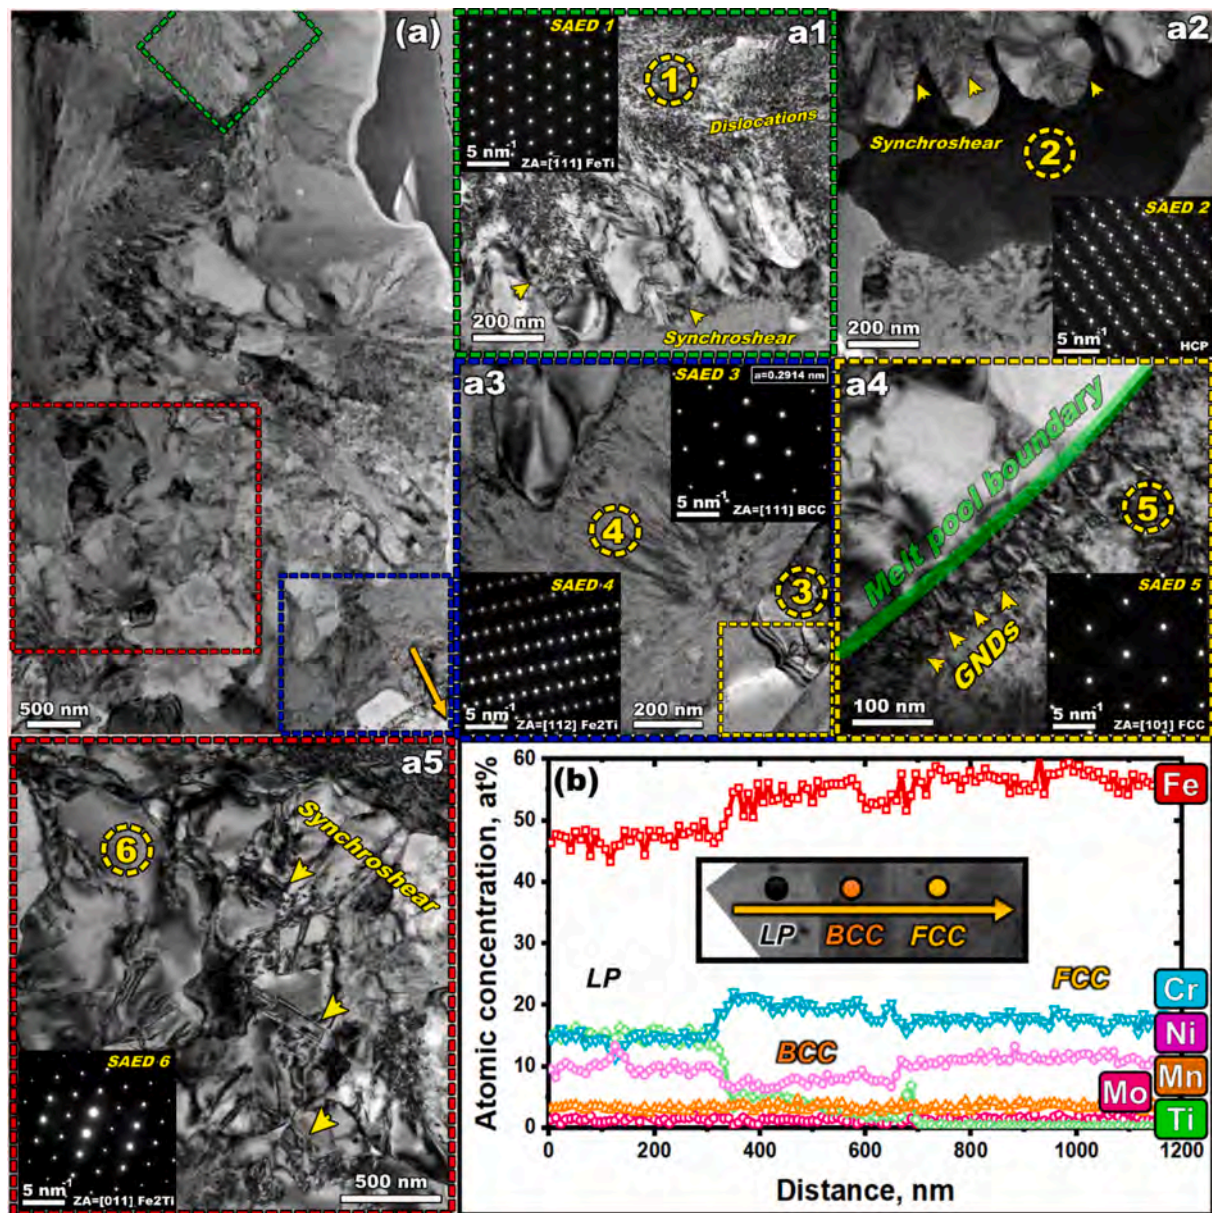 (a)
500 nm
SAED 1
a1
1
Dislocations
5 nm-1
ZA=[111] FeTi
200 nm
Synchroshear
a2
Synchroshear
2
SAED 2
200 nm
5 nm-1
HCP
a3
SAED 3
a=0.2914 nm
5 nm-1
ZA=[111] BCC
4
3
SAED 4
5 nm-1
ZA=[112] Fe2Ti
200 nm
a4
Melt pool boundary
5
SAED 5
GNDs
100 nm
5 nm-1
ZA=[101] FCC
a5
6
Synchroshear
SAED 6
5 nm-1
ZA=[011] Fe2Ti
500 nm
(b)
Atomic concentration, at%
60
50
40
30
20
10
0
LP
BCC
FCC
LP
FCC
BCC
Fe
Cr
Ni
Mn
Mo
Ti
0 200 400 600 800 1000 1200
Distance, nm